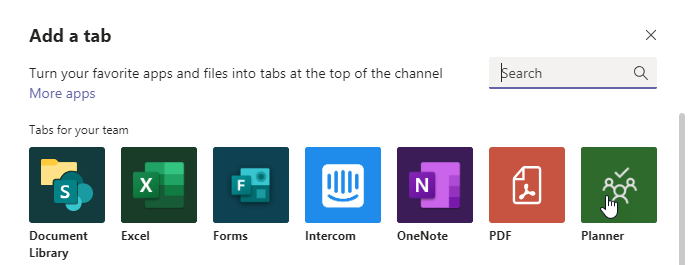 Add a tab
Turn your favorite apps and files into tabs at the top of the channel
More apps
Search
Tabs for your team
S
X
F
N
Document Library
Excel
Forms
Intercom
OneNote
PDF
Planner